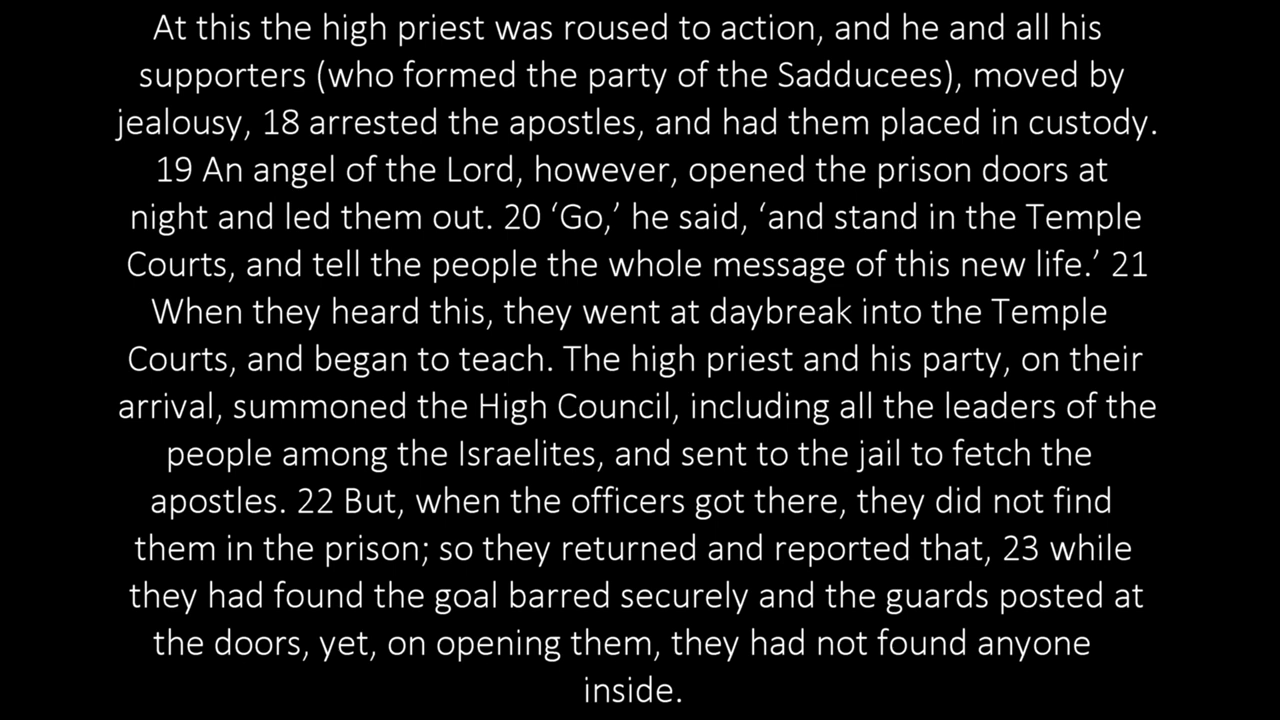 At this the high priest was roused to action, and he and all his
supporters (who formed the party of the Sadducees), moved by
jealousy, 18 arrested the apostles, and had them placed in custody.
19 An angel of the Lord, however, opened the prison doors at
night and led them out. 20 ‘Go,’ he said, ‘and stand in the Temple
Courts, and tell the people the whole message of this new life.’ 21
When they heard this, they went at daybreak into the Temple
Courts, and began to teach. The high priest and his party, on their
arrival, summoned the High Council, including all the leaders of the
people among the Israelites, and sent to the jail to fetch the
apostles. 22 But, when the officers got there, they did not find
them in the prison; so they returned and reported that, 23 while
they had found the goal barred securely and the guards posted at
the doors, yet, on opening them, they had not found anyone
inside.